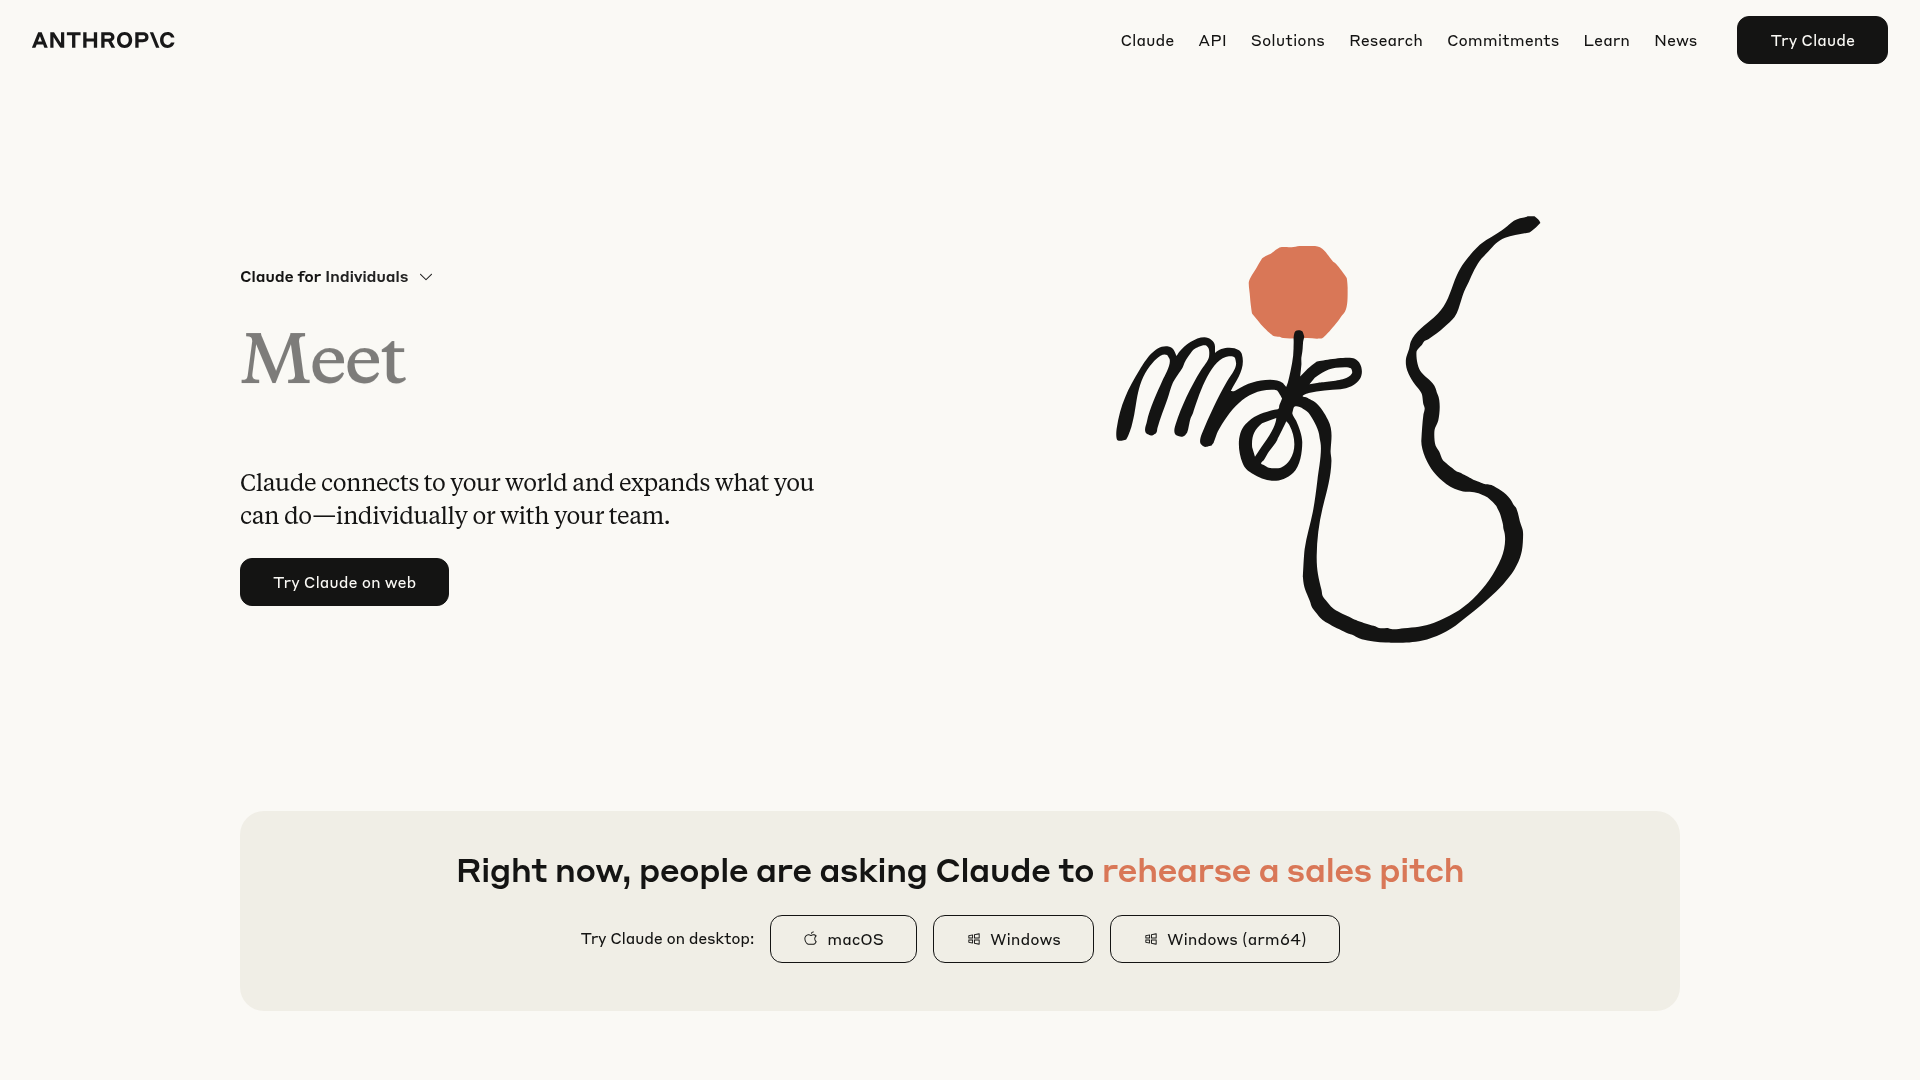 ANTHROP\C
Claude API Solutions Research Commitments Learn News Try Claude
Claude for Individuals
Meet
Claude connects to your world and expands what you
can do—individually or with your team.
Try Claude on web
Right now, people are asking Claude to rehearse a sales pitch
Try Claude on desktop: macOS Windows Windows (arm64)